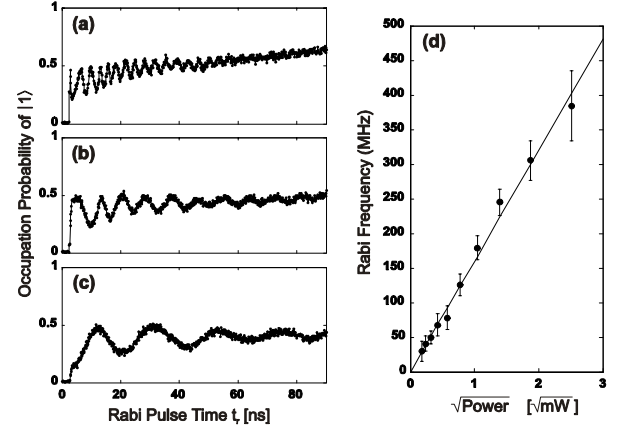 (a)
1
0.5
0
(b)
1
0.5
0
(c)
1
0.5
0
0 20 40 60 80
Rabi Pulse Time tr [ns]
Occupation Probability of |1⟩
(d)
500
450
400
350
300
250
200
150
100
50
0
0 1 2 3
√Power [√mW]
Rabi Frequency (MHz)